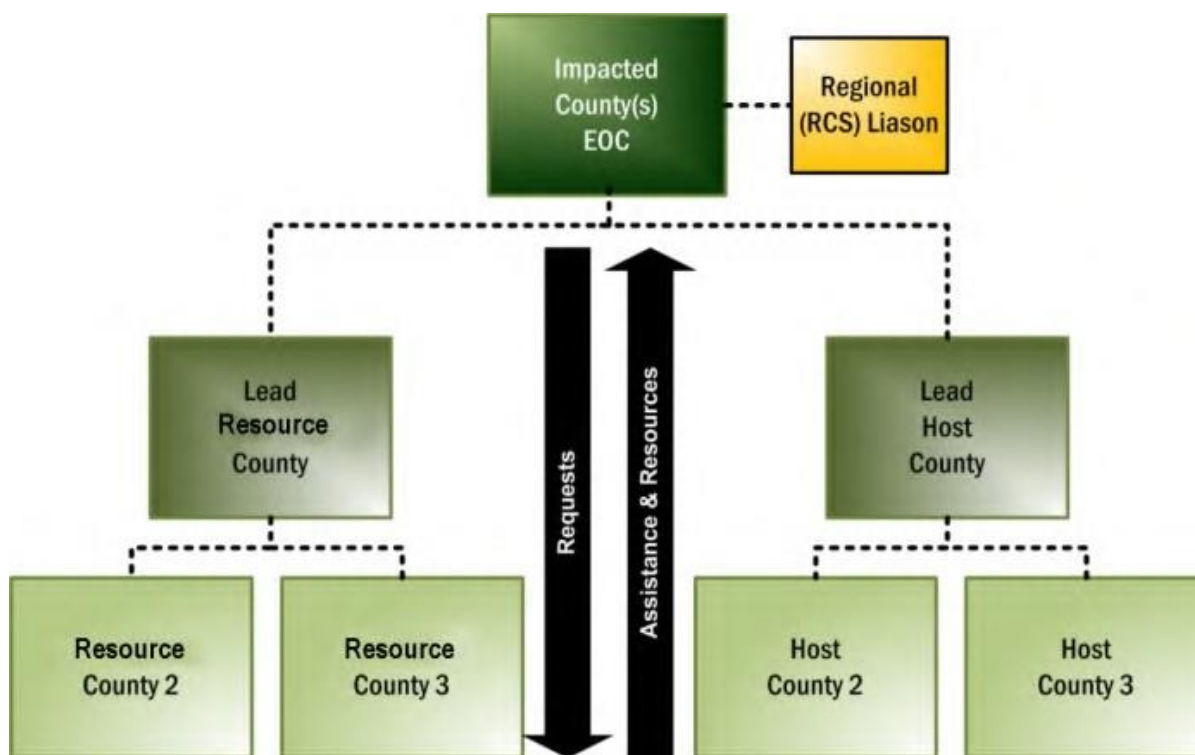 Impacted
County(s)
EOC
Regional
(RCS) Liason
Lead
Resource
County
Requests
Assistance & Resources
Lead
Host
County
Resource
County 2
Resource
County 3
Host
County 2
Host
County 3